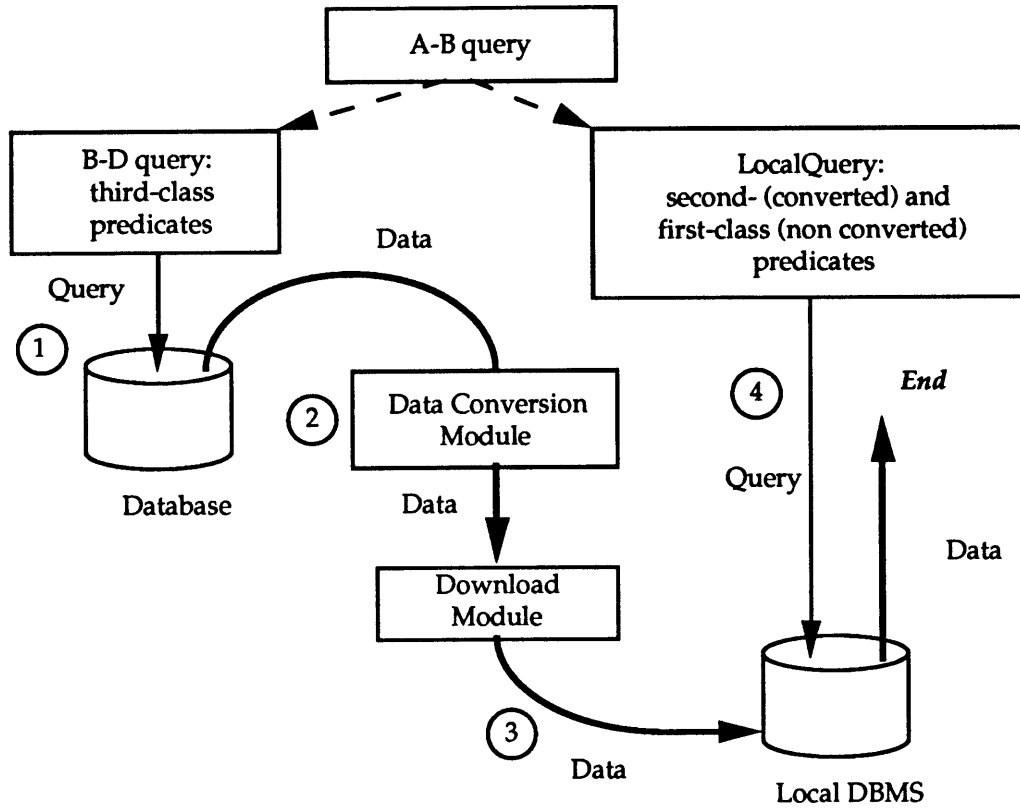 A-B query
B-D query:
third-class
predicates
LocalQuery:
second- (converted) and
first-class (non converted)
predicates
Data
Query
1
Database
2
Data Conversion
Module
Data
Download
Module
3
Data
4
Query
End
Data
Local DBMS